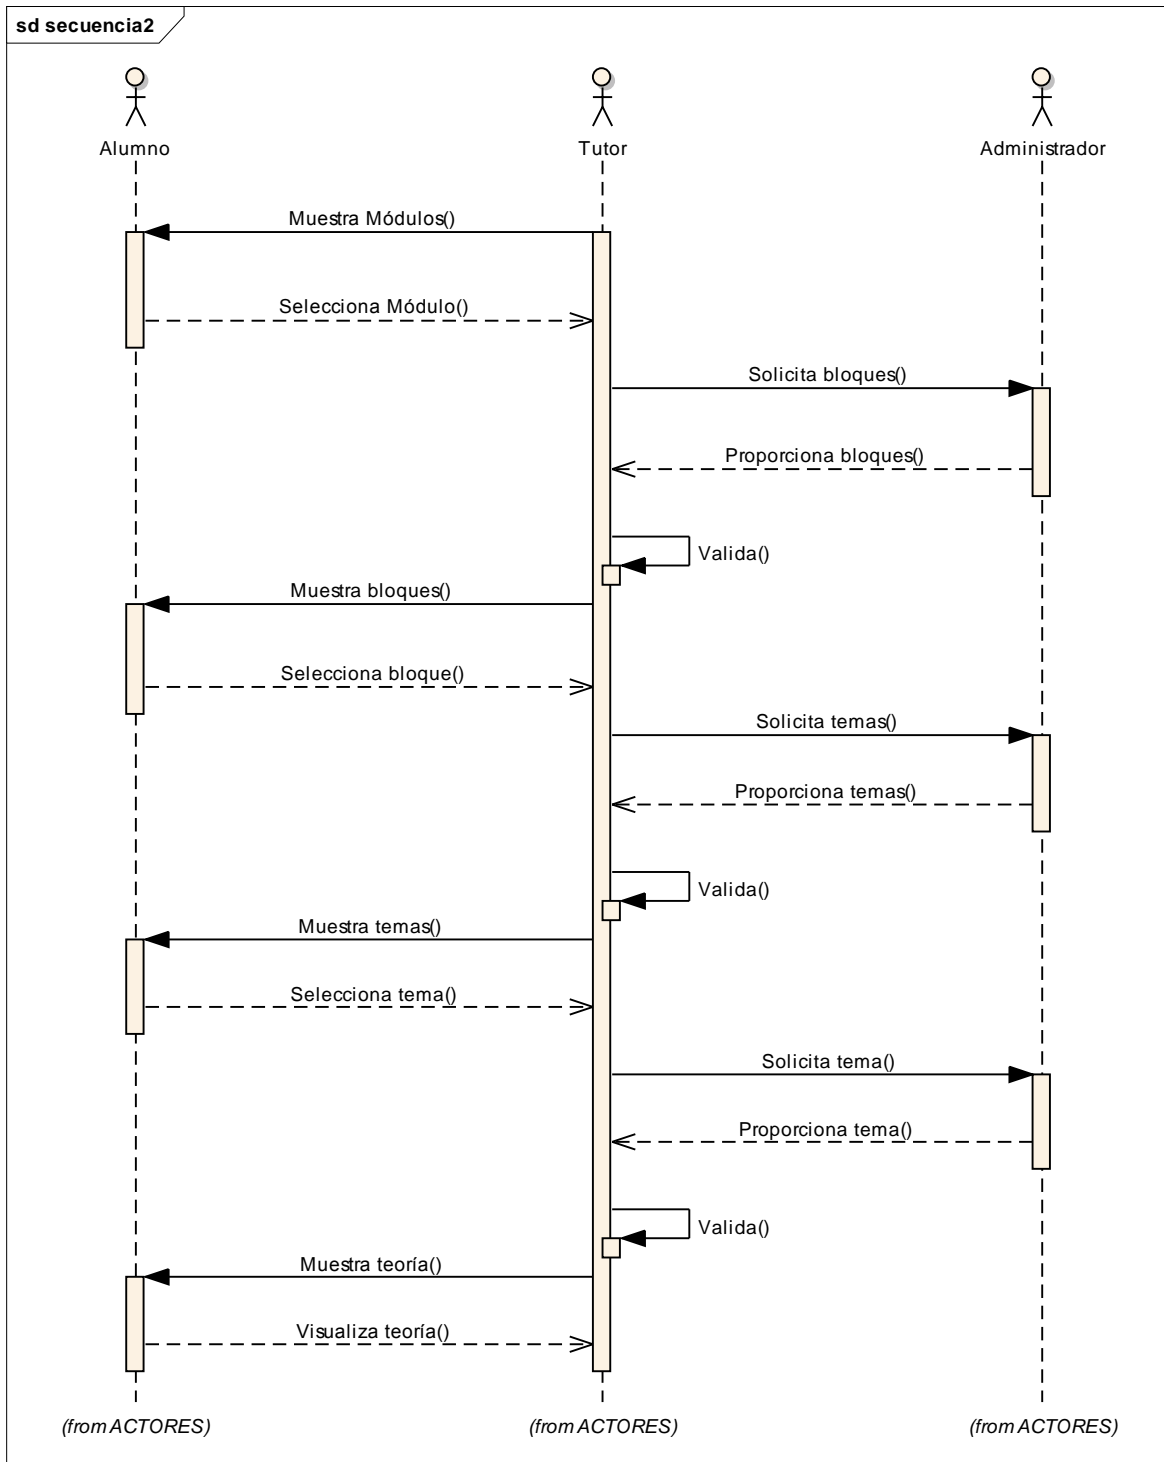 sd secuencia2
Alumno
Tutor
Administrador
Muestra Módulos()
Selecciona Módulo()
Solicita bloques()
Proporciona bloques()
Valida()
Muestra bloques()
Selecciona bloque()
Solicita temas()
Proporciona temas()
Valida()
Muestra temas()
Selecciona tema()
Solicita tema()
Proporciona tema()
Valida()
Muestra teoría()
Visualiza teoría()
(from ACTORES)
(from ACTORES)
(from ACTORES)